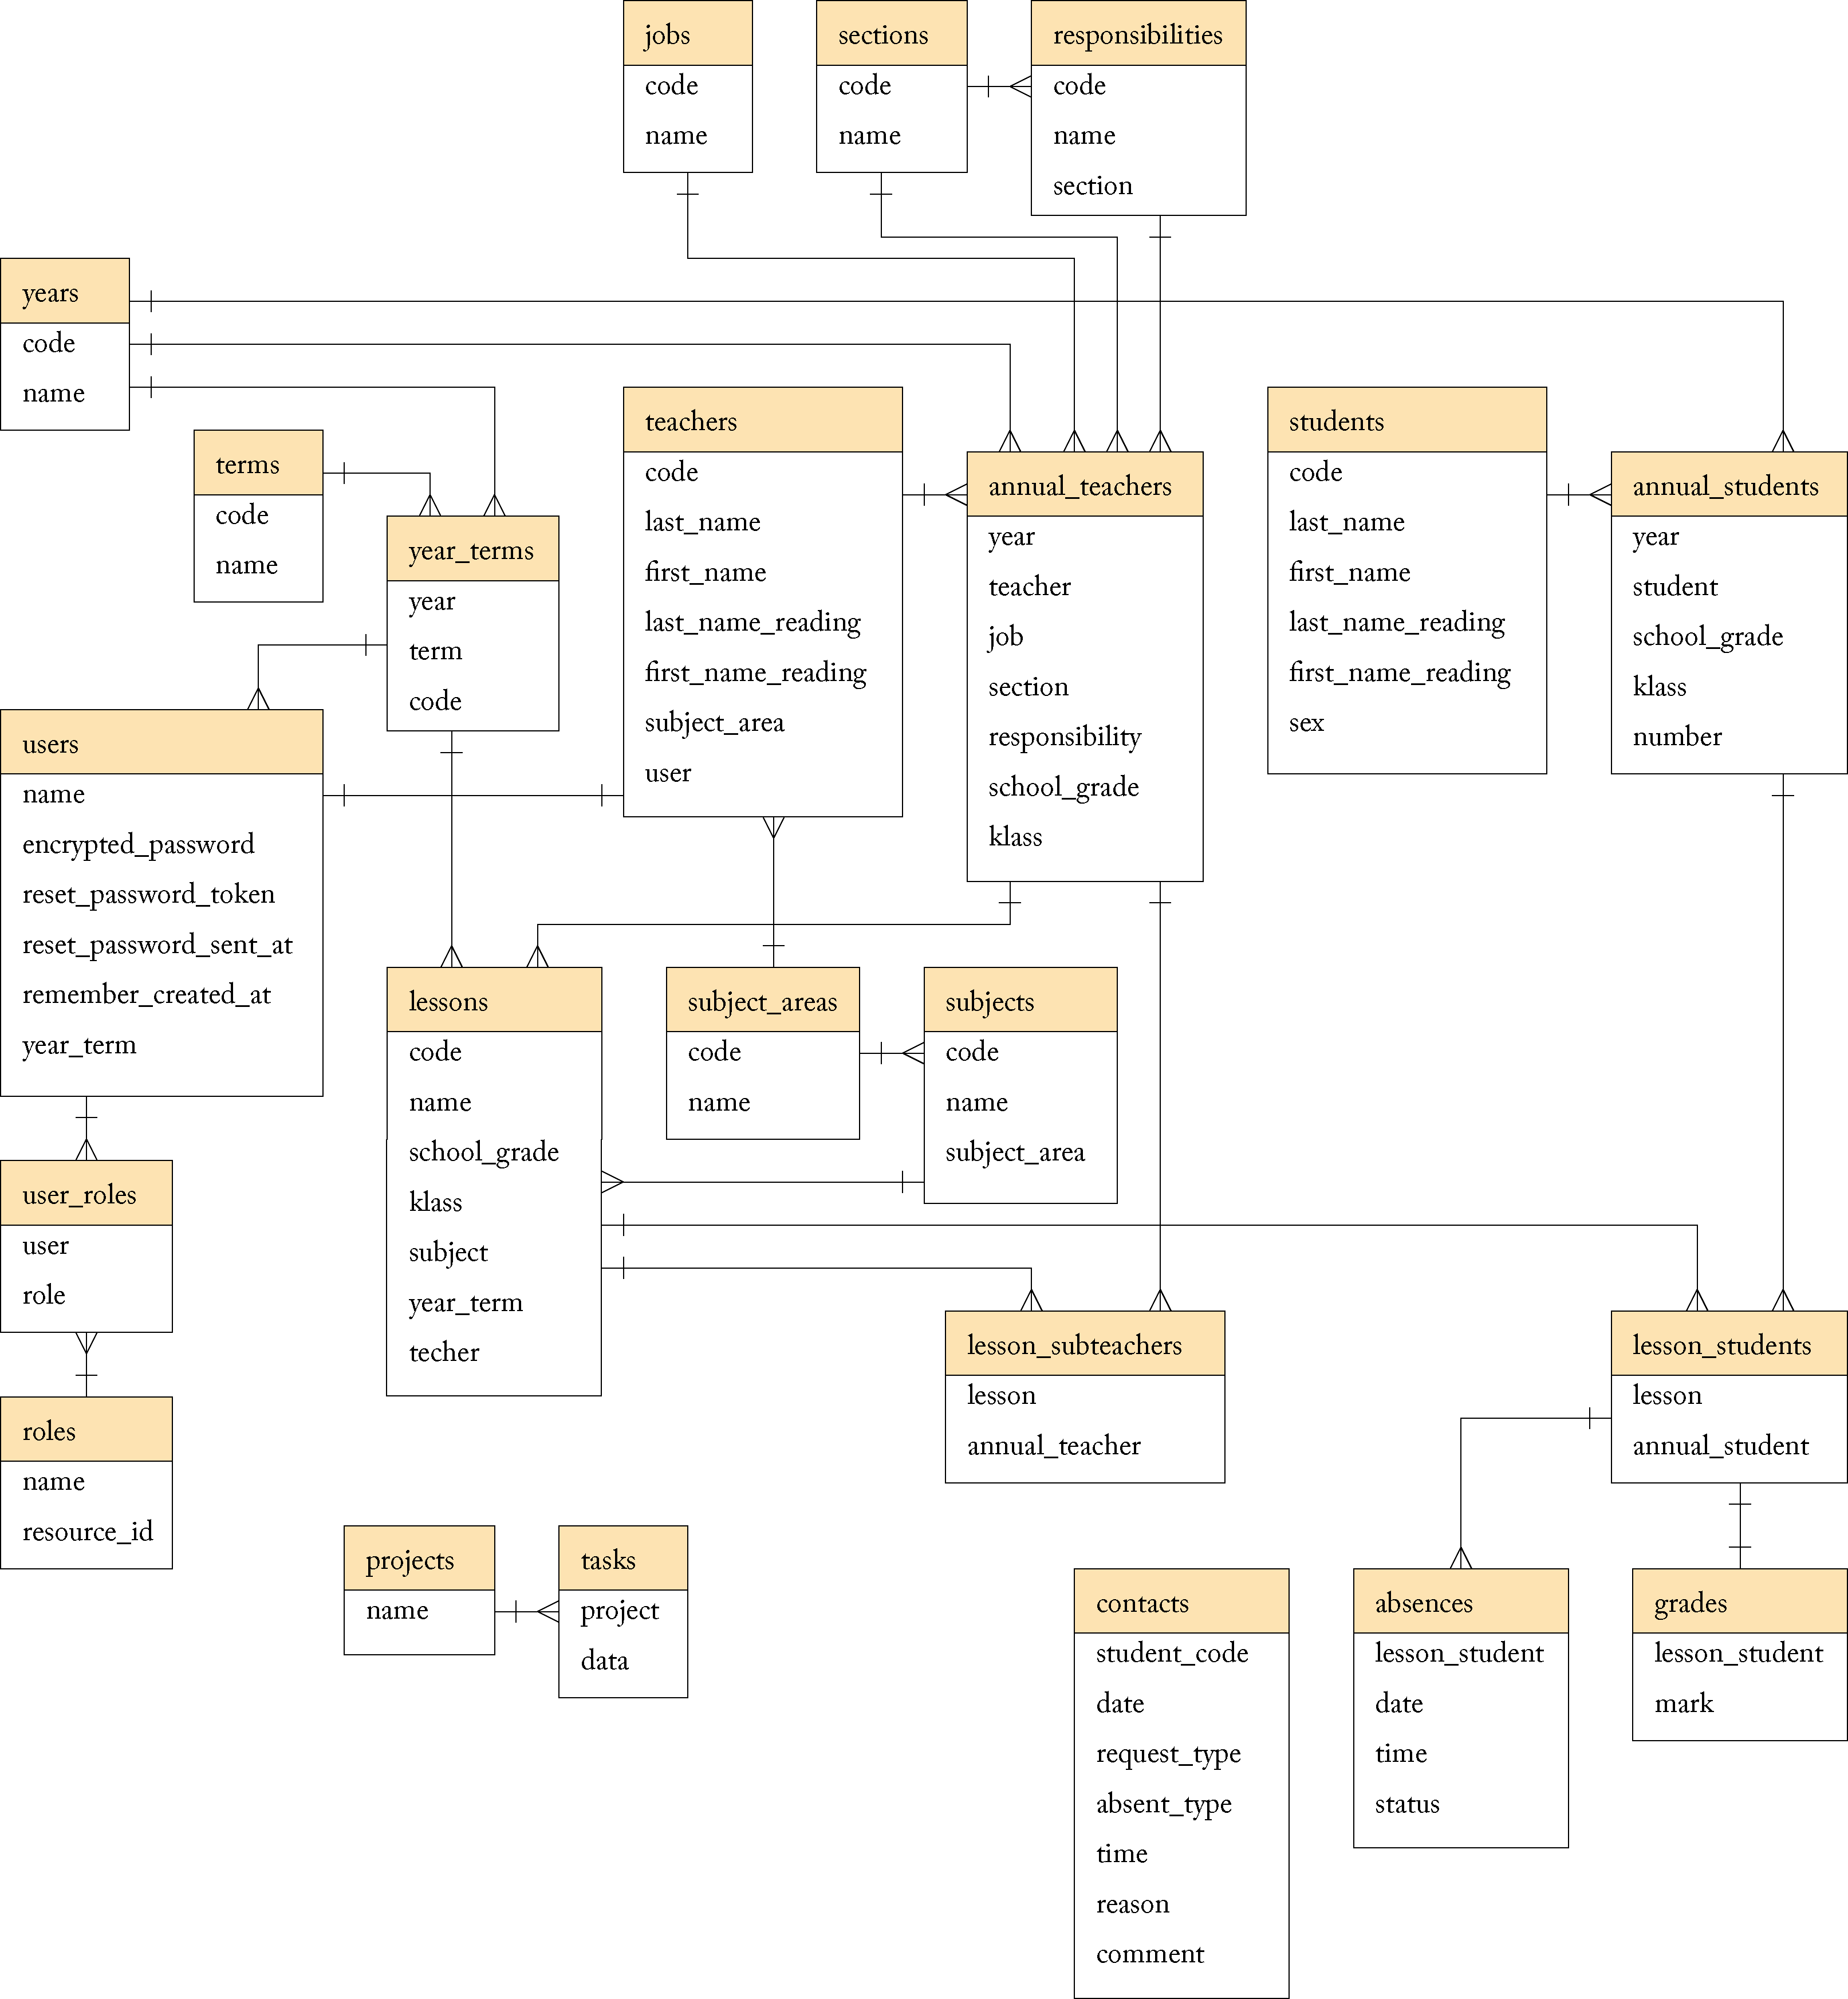 jobs
code
name
sections
code
name
responsibilities
code
name
section
years
code
name
terms
code
name
year_terms
year
term
code
teachers
code
last_name
first_name
last_name_reading
first_name_reading
subject_area
user
annual_teachers
year
teacher
job
section
responsibility
school_grade
klass
students
code
last_name
first_name
last_name_reading
first_name_reading
sex
annual_students
year
student
school_grade
klass
number
users
name
encrypted_password
reset_password_token
reset_password_sent_at
remember_created_at
year_term
lessons
code
name
school_grade
klass
subject
year_term
techer
subject_areas
code
name
subjects
code
name
subject_area
user_roles
user
role
roles
name
resource_id
lesson_subteachers
lesson
annual_teacher
lesson_students
lesson
annual_student
projects
name
tasks
project
data
contacts
student_code
date
request_type
absent_type
time
reason
comment
absences
lesson_student
date
time
status
grades
lesson_student
mark